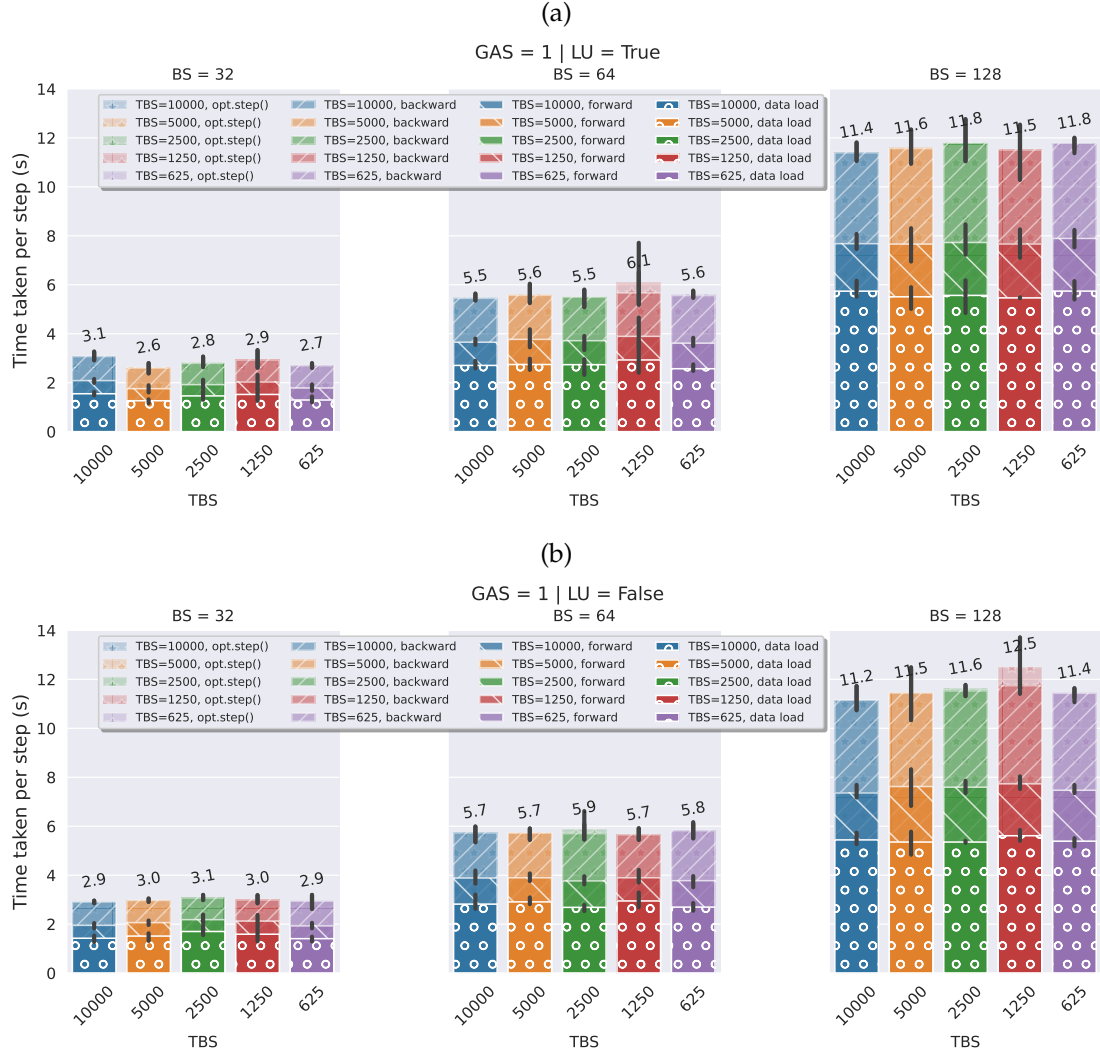 (a)
GAS = 1 | LU = True
BS = 32
BS = 64
BS = 128
Time taken per step (s)
14
12
10
8
6
4
2
0
TBS=10000, opt.step() TBS=10000, backward TBS=10000, forward TBS=10000, data load
TBS=5000, opt.step() TBS=5000, backward TBS=5000, forward TBS=5000, data load
TBS=2500, opt.step() TBS=2500, backward TBS=2500, forward TBS=2500, data load
TBS=1250, opt.step() TBS=1250, backward TBS=1250, forward TBS=1250, data load
TBS=625, opt.step() TBS=625, backward TBS=625, forward TBS=625, data load
3.1 2.6 2.8 2.9 2.7
5.5 5.6 5.5 6.1 5.6
11.4 11.6 11.8 11.5 11.8
10000 5000 2500 1250 625
10000 5000 2500 1250 625
10000 5000 2500 1250 625
TBS
TBS
TBS
(b)
GAS = 1 | LU = False
BS = 32
BS = 64
BS = 128
Time taken per step (s)
14
12
10
8
6
4
2
0
TBS=10000, opt.step() TBS=10000, backward TBS=10000, forward TBS=10000, data load
TBS=5000, opt.step() TBS=5000, backward TBS=5000, forward TBS=5000, data load
TBS=2500, opt.step() TBS=2500, backward TBS=2500, forward TBS=2500, data load
TBS=1250, opt.step() TBS=1250, backward TBS=1250, forward TBS=1250, data load
TBS=625, opt.step() TBS=625, backward TBS=625, forward TBS=625, data load
2.9 3.0 3.1 3.0 2.9
5.7 5.7 5.9 5.7 5.8
11.2 11.5 11.6 12.5 11.4
10000 5000 2500 1250 625
10000 5000 2500 1250 625
10000 5000 2500 1250 625
TBS
TBS
TBS